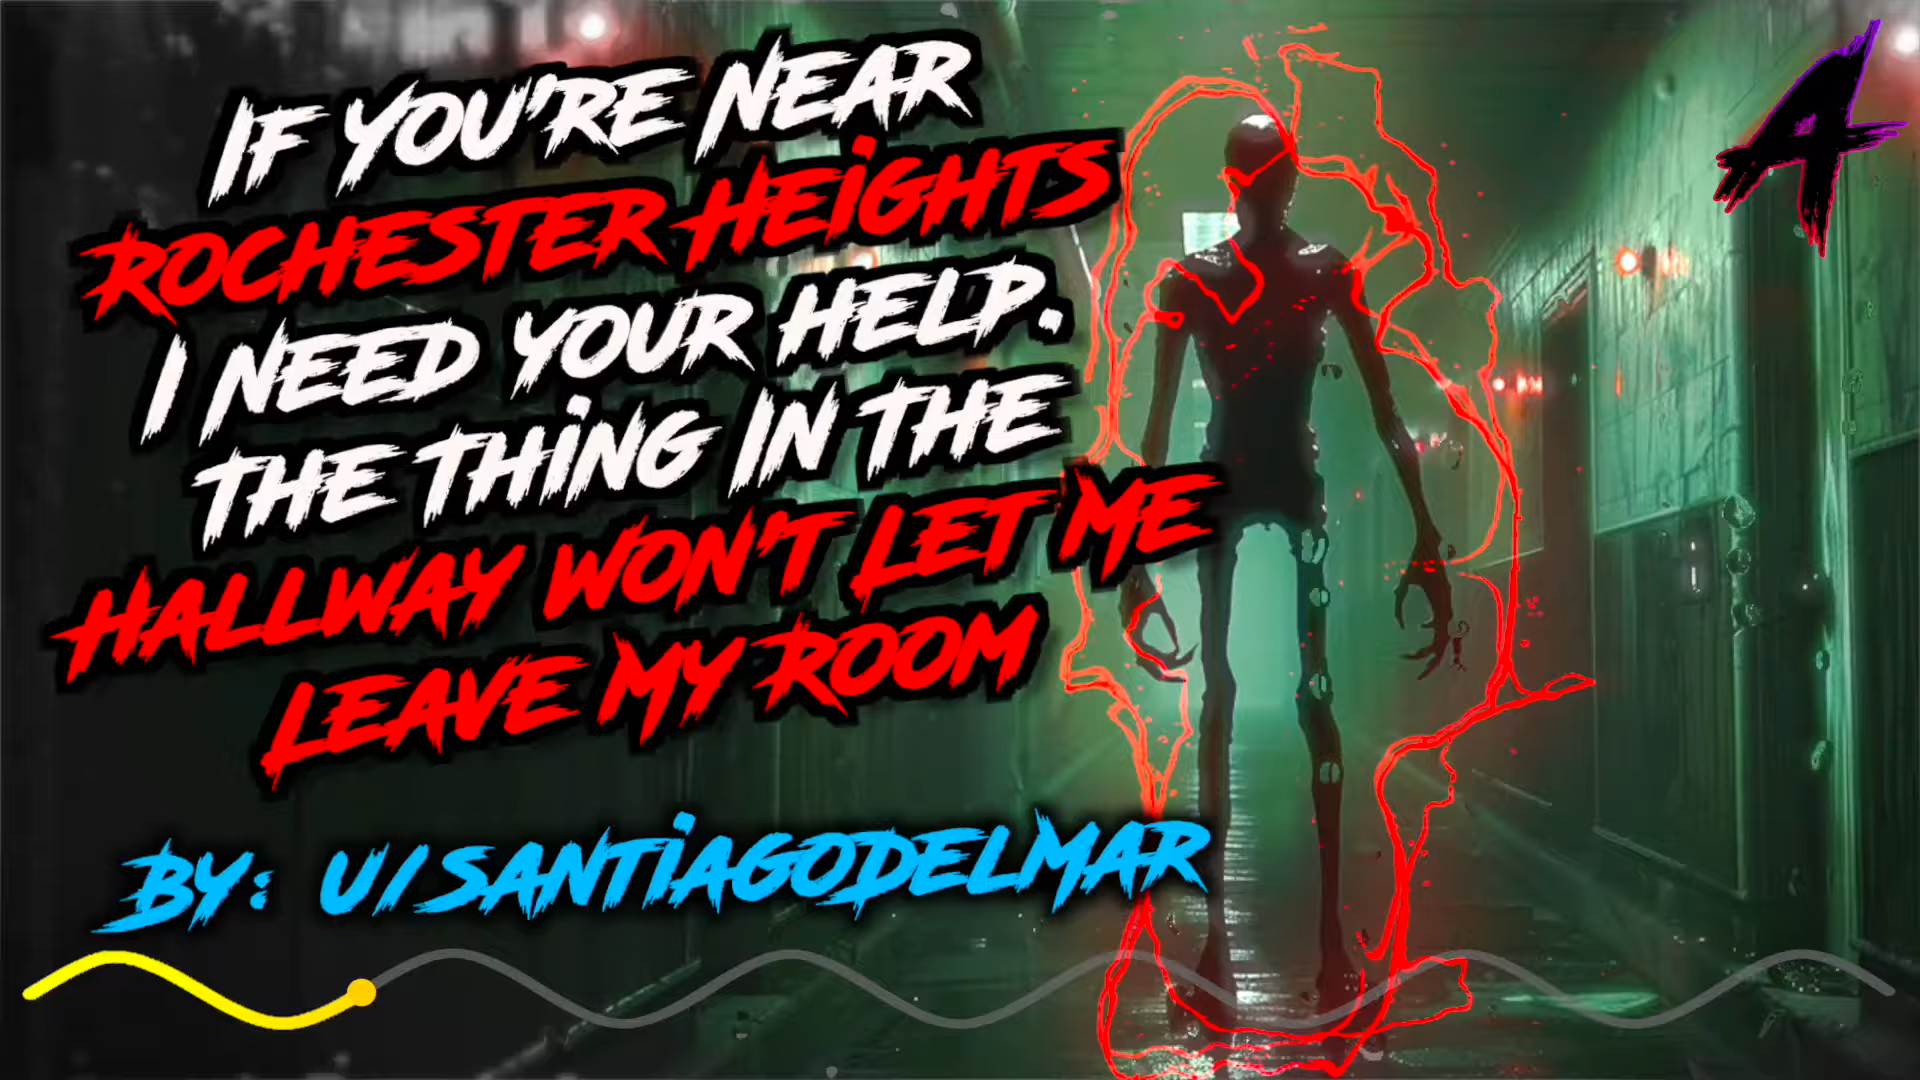 If You're Near
Rochester Heights
I Need your help.
the thing in the
Hallway won't Let me
Leave my Room
By: u/SantiagoDelMar
A